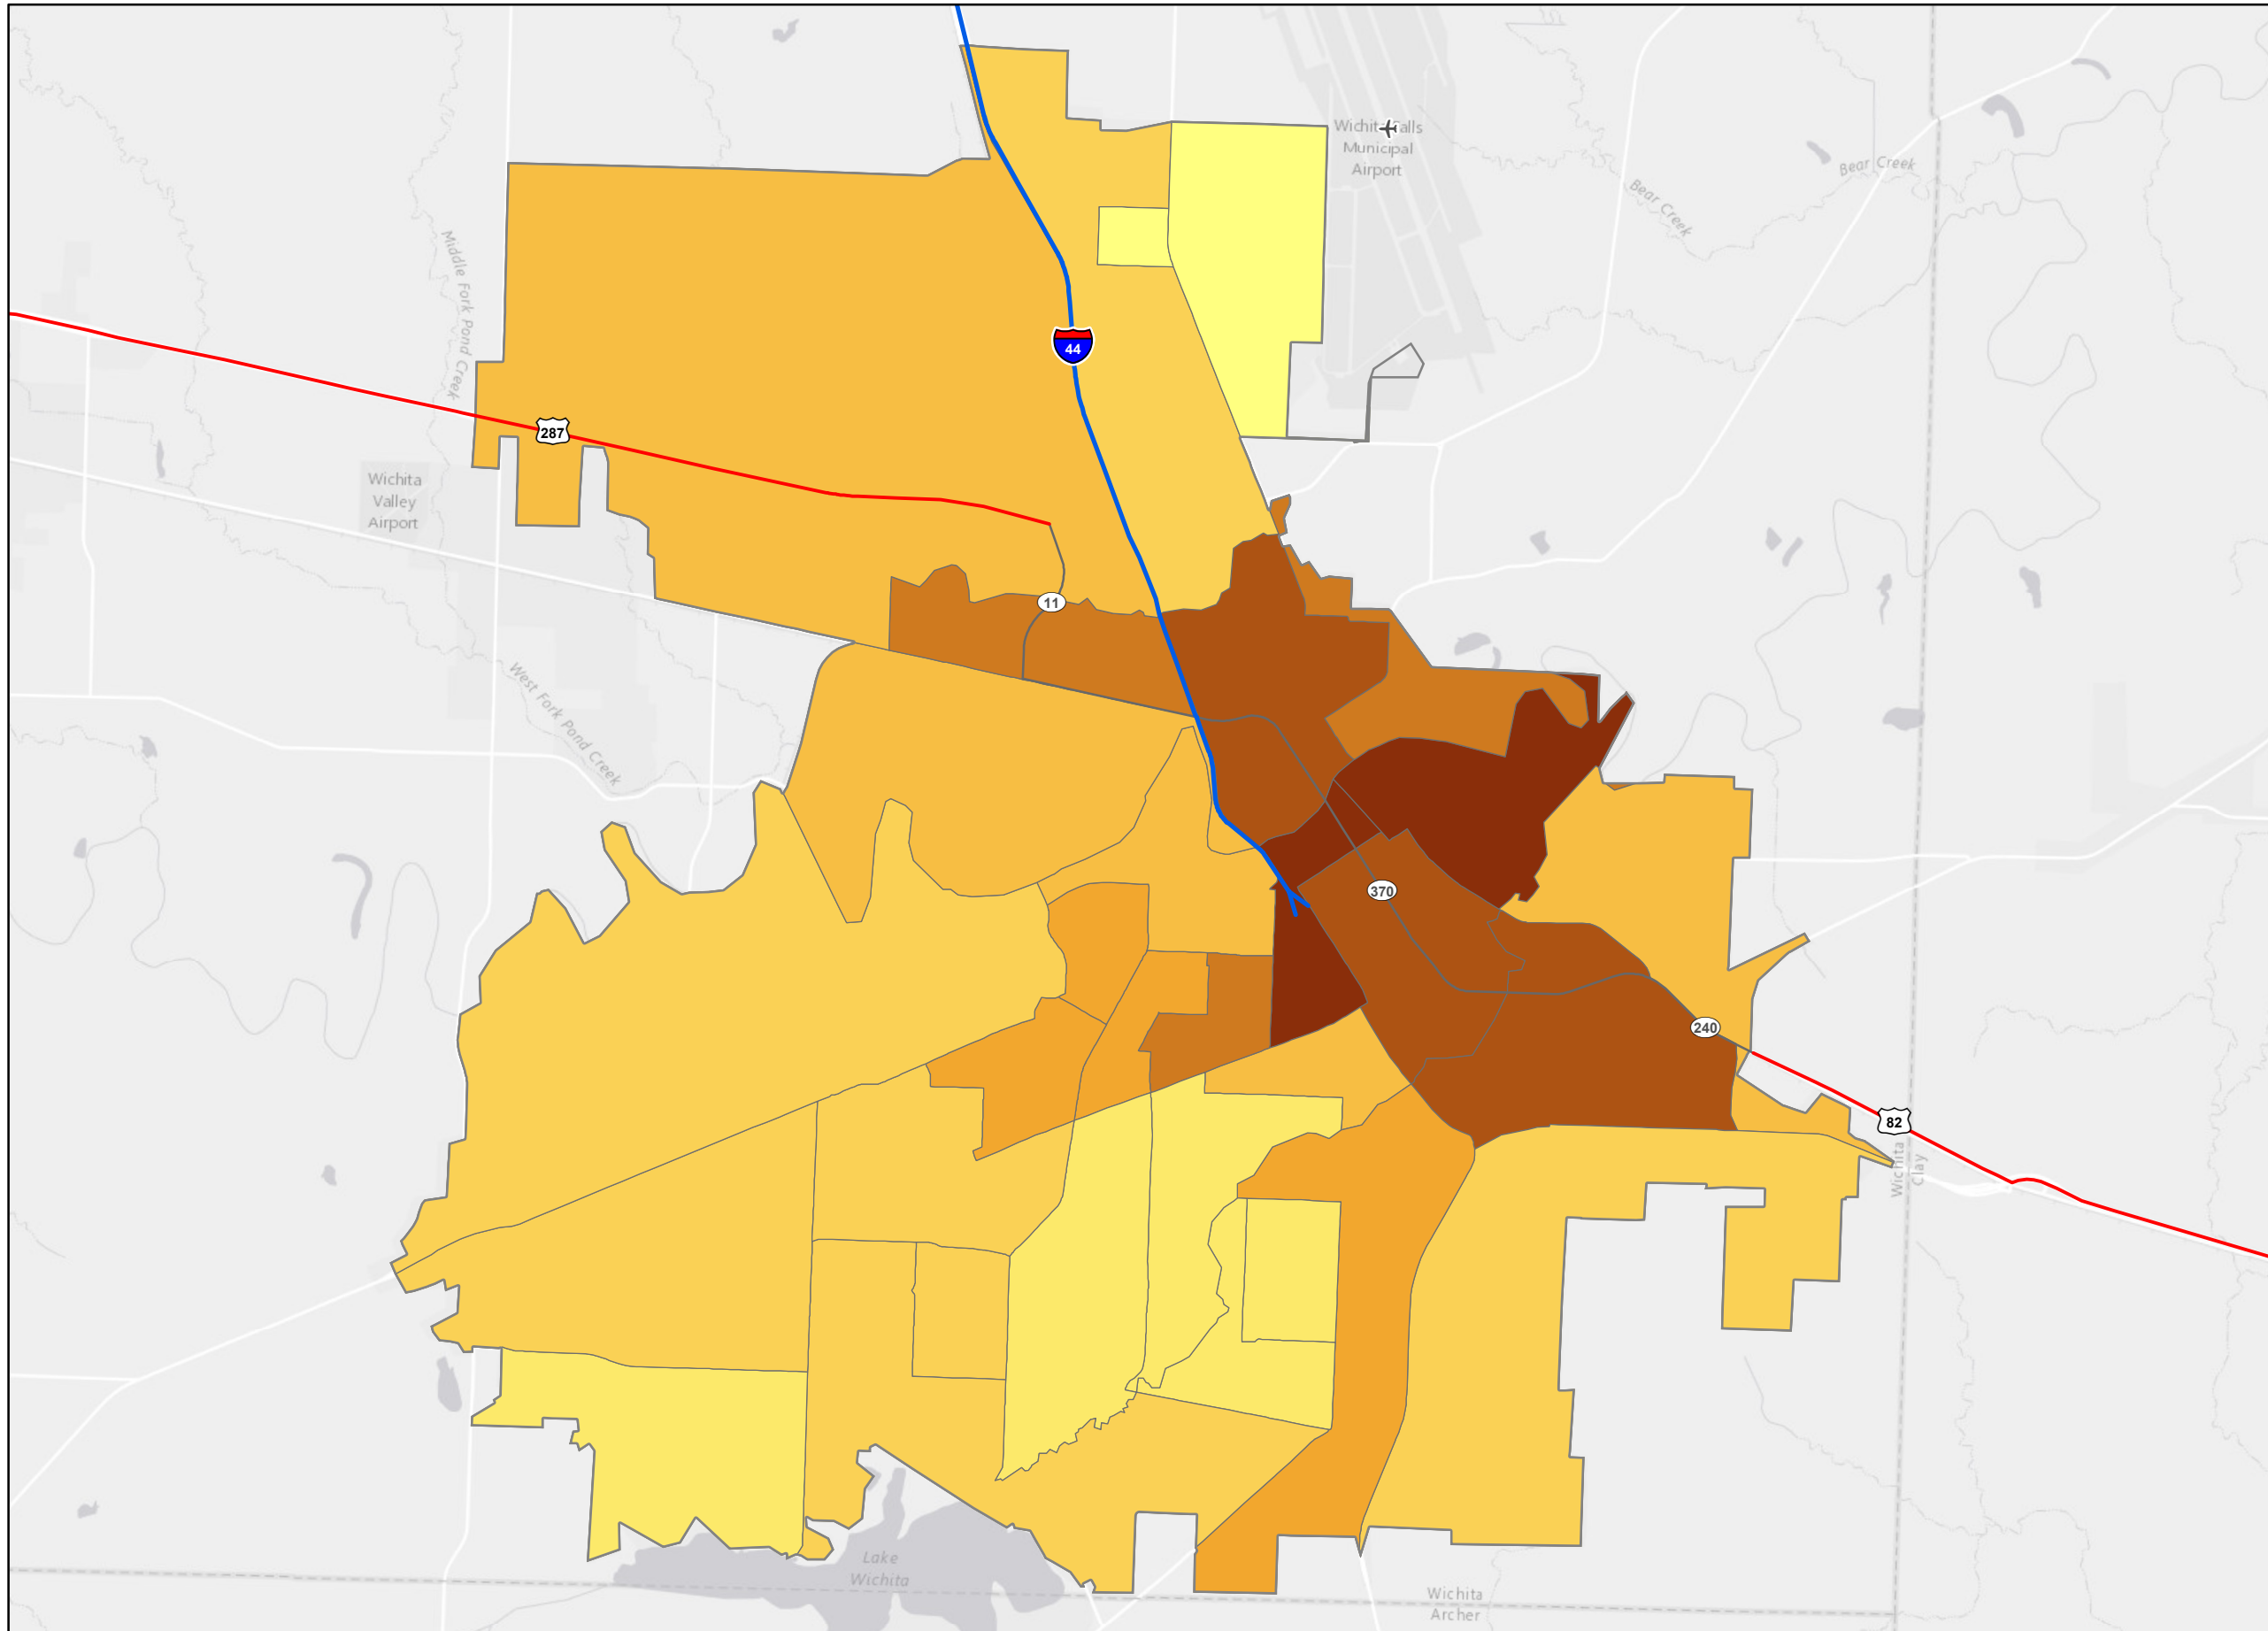 Wichita Falls
Municipal
Airport
Bear Creek
Bear Creek
Middle Fork Pond Creek
44
287
Wichita
Valley
Airport
11
West Fork Pond Creek
370
240
82
Wichita
Clay
Lake
Wichita
Wichita
Archer